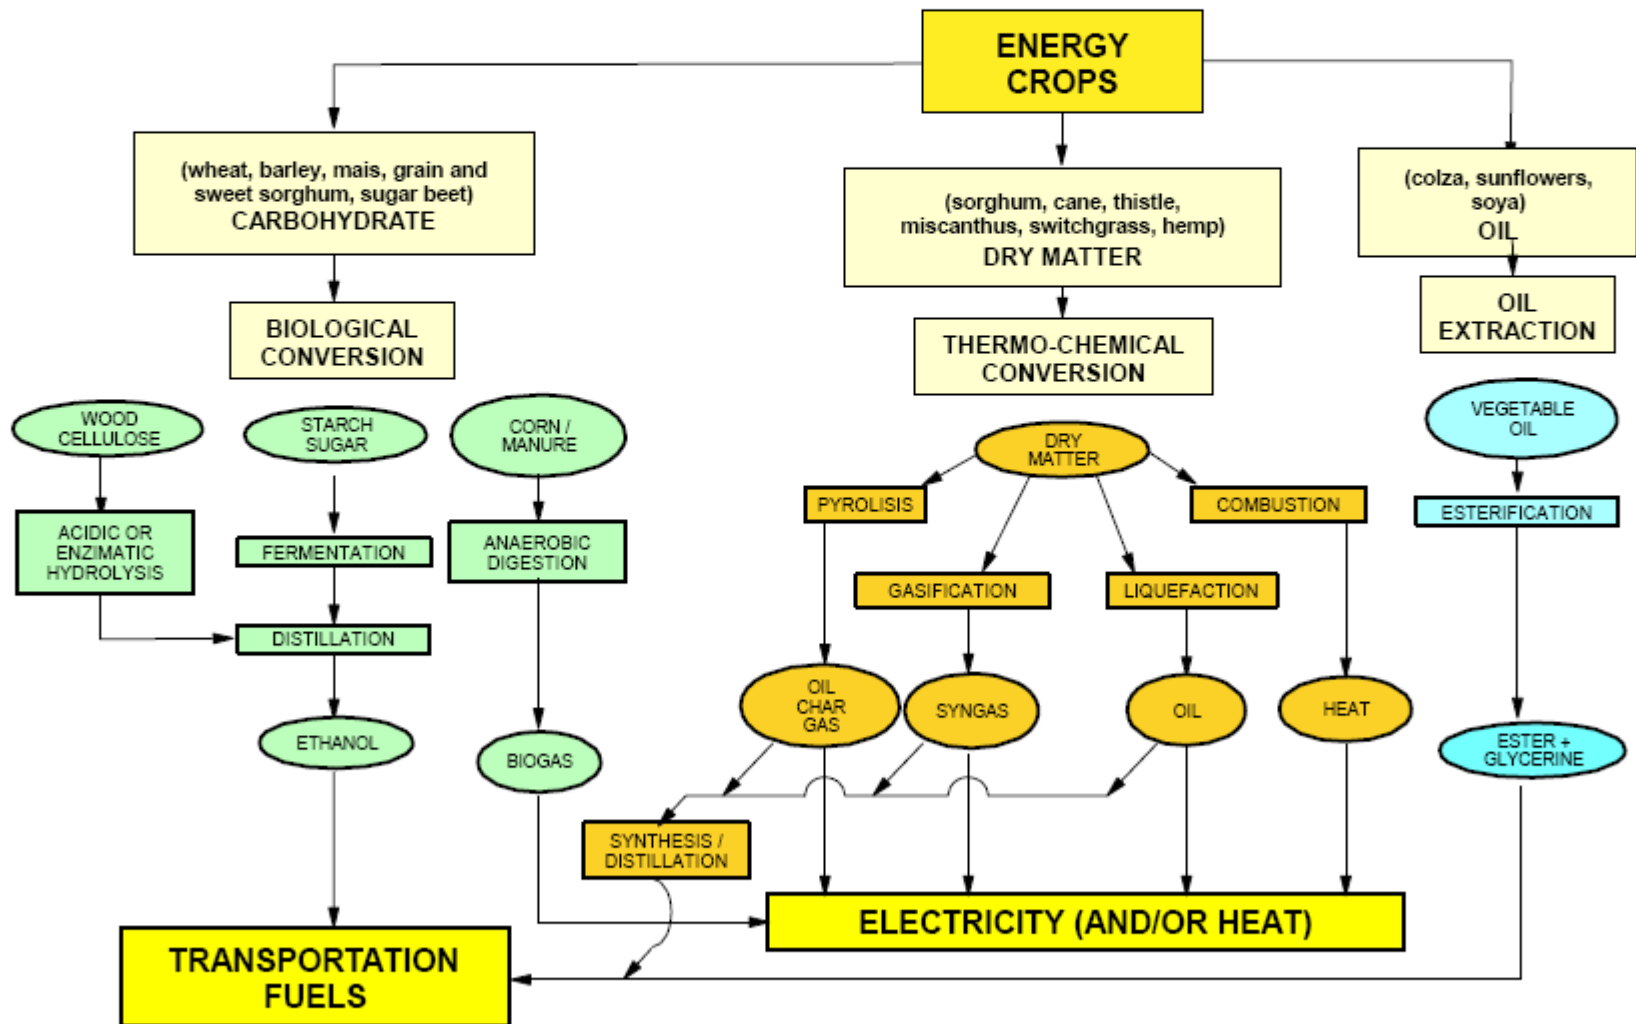 ENERGY
CROPS
(wheat, barley, mais, grain and
sweet sorghum, sugar beet)
CARBOHYDRATE
(sorghum, cane, thistle,
miscanthus, switchgrass, hemp)
DRY MATTER
(colza, sunflowers,
soya)
OIL
BIOLOGICAL
CONVERSION
THERMO-CHEMICAL
CONVERSION
OIL
EXTRACTION
WOOD
CELLULOSE
STARCH
SUGAR
CORN /
MANURE
DRY
MATTER
VEGETABLE
OIL
PYROLISIS
COMBUSTION
ESTERIFICATION
ACIDIC OR
ENZIMATIC
HYDROLYSIS
FERMENTATION
ANAEROBIC
DIGESTION
GASIFICATION
LIQUEFACTION
DISTILLATION
OIL
CHAR
GAS
SYNGAS
OIL
HEAT
ETHANOL
BIOGAS
ESTER +
GLYCERINE
SYNTHESIS /
DISTILLATION
ELECTRICITY (AND/OR HEAT)
TRANSPORTATION
FUELS